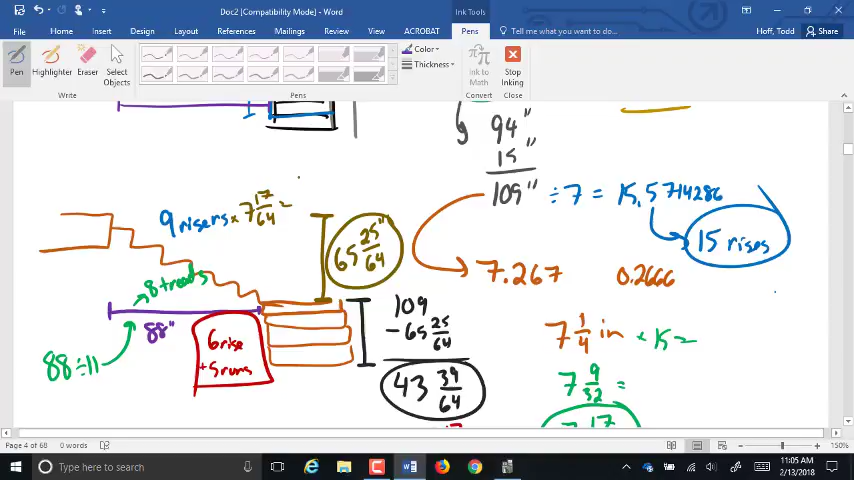 Doc2 [Compatibility Mode] - Word
Ink Tools
Hoff, Todd
File Home Insert Design Layout References Mailings Review View ACROBAT Pens Tell me what you want to do... Share
Pen
Highlighter
Eraser
Select Objects
Color
Thickness
Ink to Math
Stop Inking
Write
Pens
Convert
Close
94"
15"
109" ÷7 = 15.5714286
15 rises
9 risers x 7 17/64 =
65 25/64"
7.267 0.2666
8 treads
88"
88÷11
6 rise
+5 runs
109
-65 25/64
43 39/64
7 1/4 in x 15 =
7 9/32 =
7 17
Page 4 of 68 0 words
150%
Type here to search
11:05 AM
2/13/2018